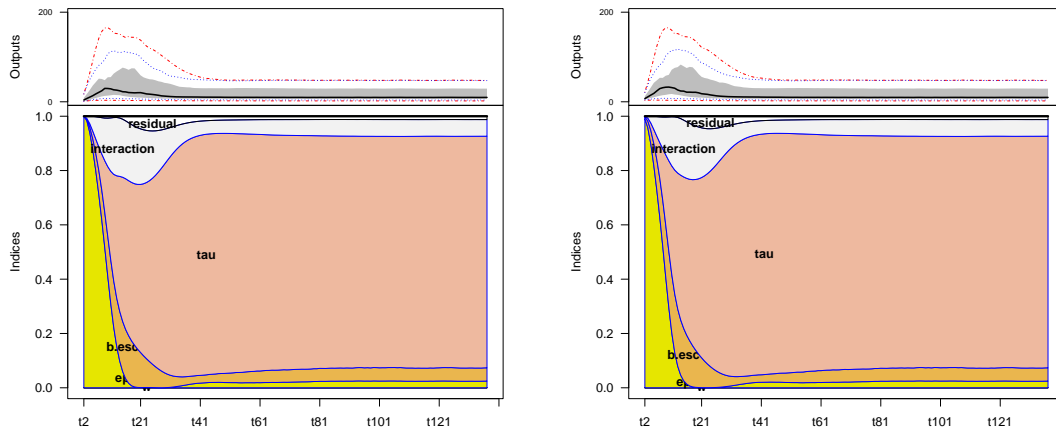 200
Outputs
0
1.0
residual
interaction
0.8
0.6
Indices
tau
0.4
0.2
b.esc
0.0
t2
t21
t41
t61
t81
t101
t121
200
Outputs
0
1.0
residual
interaction
0.8
0.6
Indices
tau
0.4
0.2
b.esc
0.0
t2
t21
t41
t61
t81
t101
t121